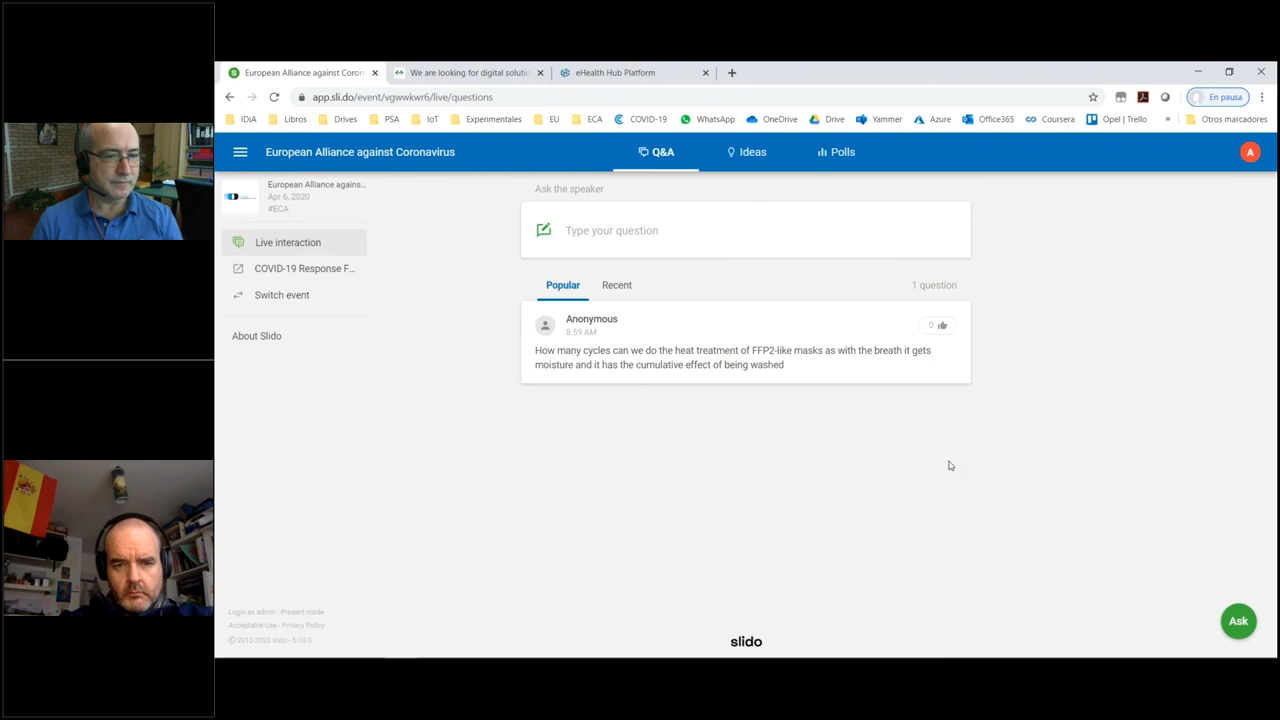 European Alliance against Coron
We are looking for digital soluti
eHealth Hub Platform
app.sli.do/event/vgwwkwr6/live/questions
En pausa
IDiA
Libros
Drives
PSA
IoT
Experimentales
EU
ECA
COVID-19
WhatsApp
OneDrive
Drive
Yammer
Azure
Office365
Coursera
Opel | Trello
»
Otros marcadores
European Alliance against Coronavirus
Q&A
Ideas
Polls
A
European Alliance agains...
Apr 6, 2020
#ECA
Live interaction
COVID-19 Response F...
Switch event
About Slido
Ask the speaker
Type your question
Popular
Recent
1 question
Anonymous
8:59 AM
0
How many cycles can we do the heat treatment of FFP2-like masks as with the breath it gets
moisture and it has the cumulative effect of being washed
Login as admin - Present mode
Acceptable Use - Privacy Policy
© 2012-2020 slido - 5.10.0
slido
Ask